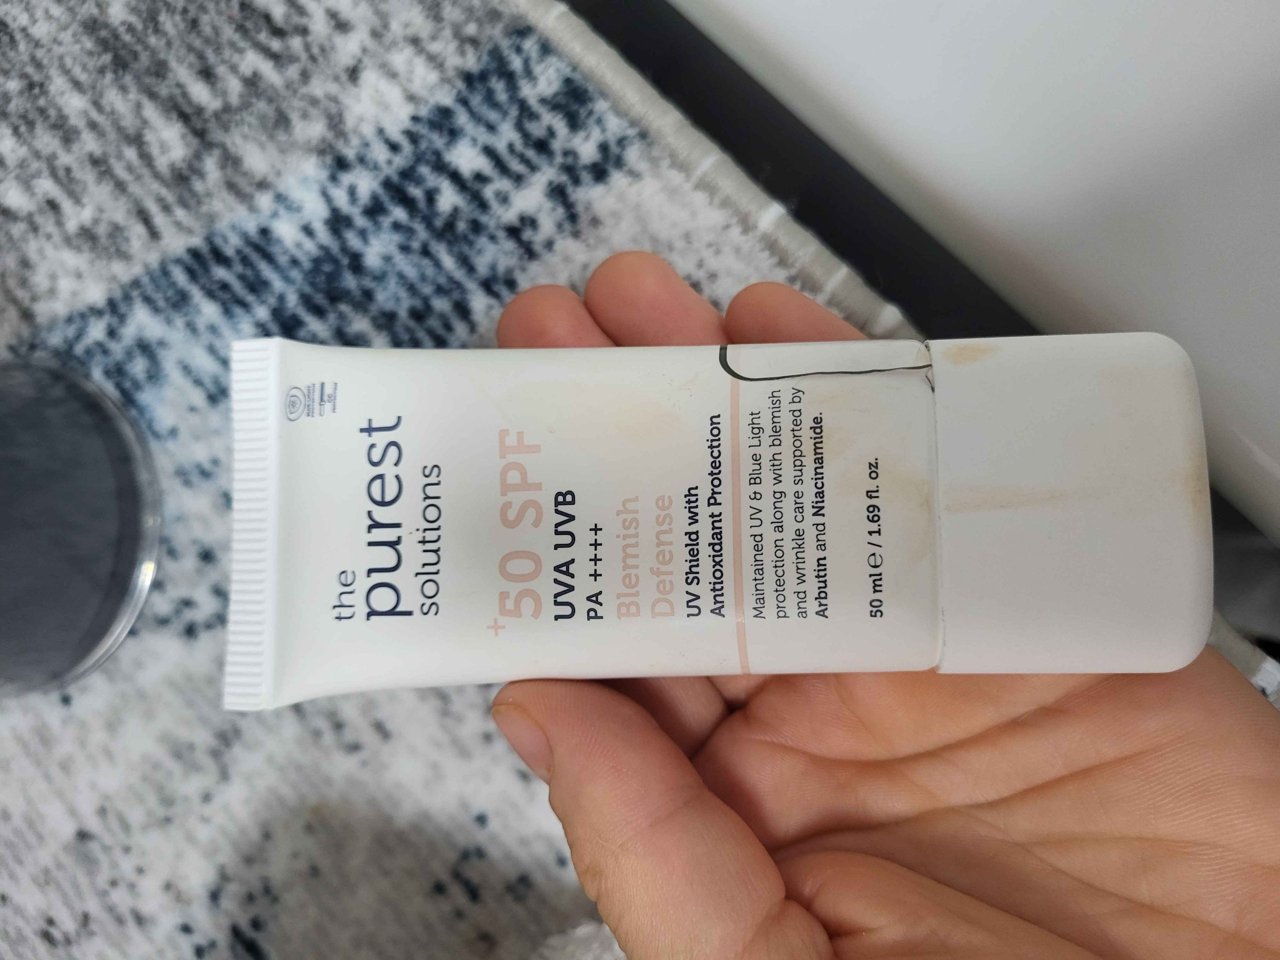 the
purest
solutions
+50 SPF
UVA UVB
PA ++++
Blemish
Defense
UV Shield with
Antioxidant Protection
Maintained UV & Blue Light
protection along with blemish
and wrinkle care supported by
Arbutin and Niacinamide.
50 ml ℮ / 1.69 fl. oz.